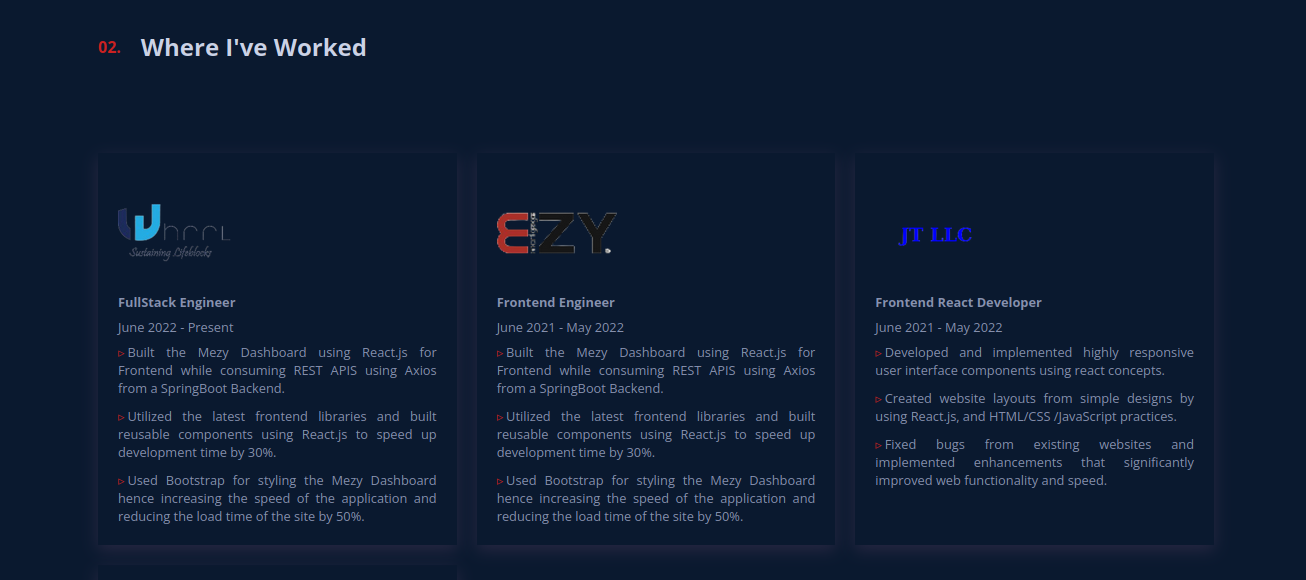 02. Where I've Worked
Whrrl
Sustaining Lifeblocks
FullStack Engineer
June 2022 - Present
▹Built the Mezy Dashboard using React.js for
Frontend while consuming REST APIS using Axios
from a SpringBoot Backend.
▹Utilized the latest frontend libraries and built
reusable components using React.js to speed up
development time by 30%.
▹Used Bootstrap for styling the Mezy Dashboard
hence increasing the speed of the application and
reducing the load time of the site by 50%.
EZY.
Frontend Engineer
June 2021 - May 2022
▹Built the Mezy Dashboard using React.js for
Frontend while consuming REST APIS using Axios
from a SpringBoot Backend.
▹Utilized the latest frontend libraries and built
reusable components using React.js to speed up
development time by 30%.
▹Used Bootstrap for styling the Mezy Dashboard
hence increasing the speed of the application and
reducing the load time of the site by 50%.
JT LLC
Frontend React Developer
June 2021 - May 2022
▹Developed and implemented highly responsive
user interface components using react concepts.
▹Created website layouts from simple designs by
using React.js, and HTML/CSS /JavaScript practices.
▹Fixed bugs from existing websites and
implemented enhancements that significantly
improved web functionality and speed.